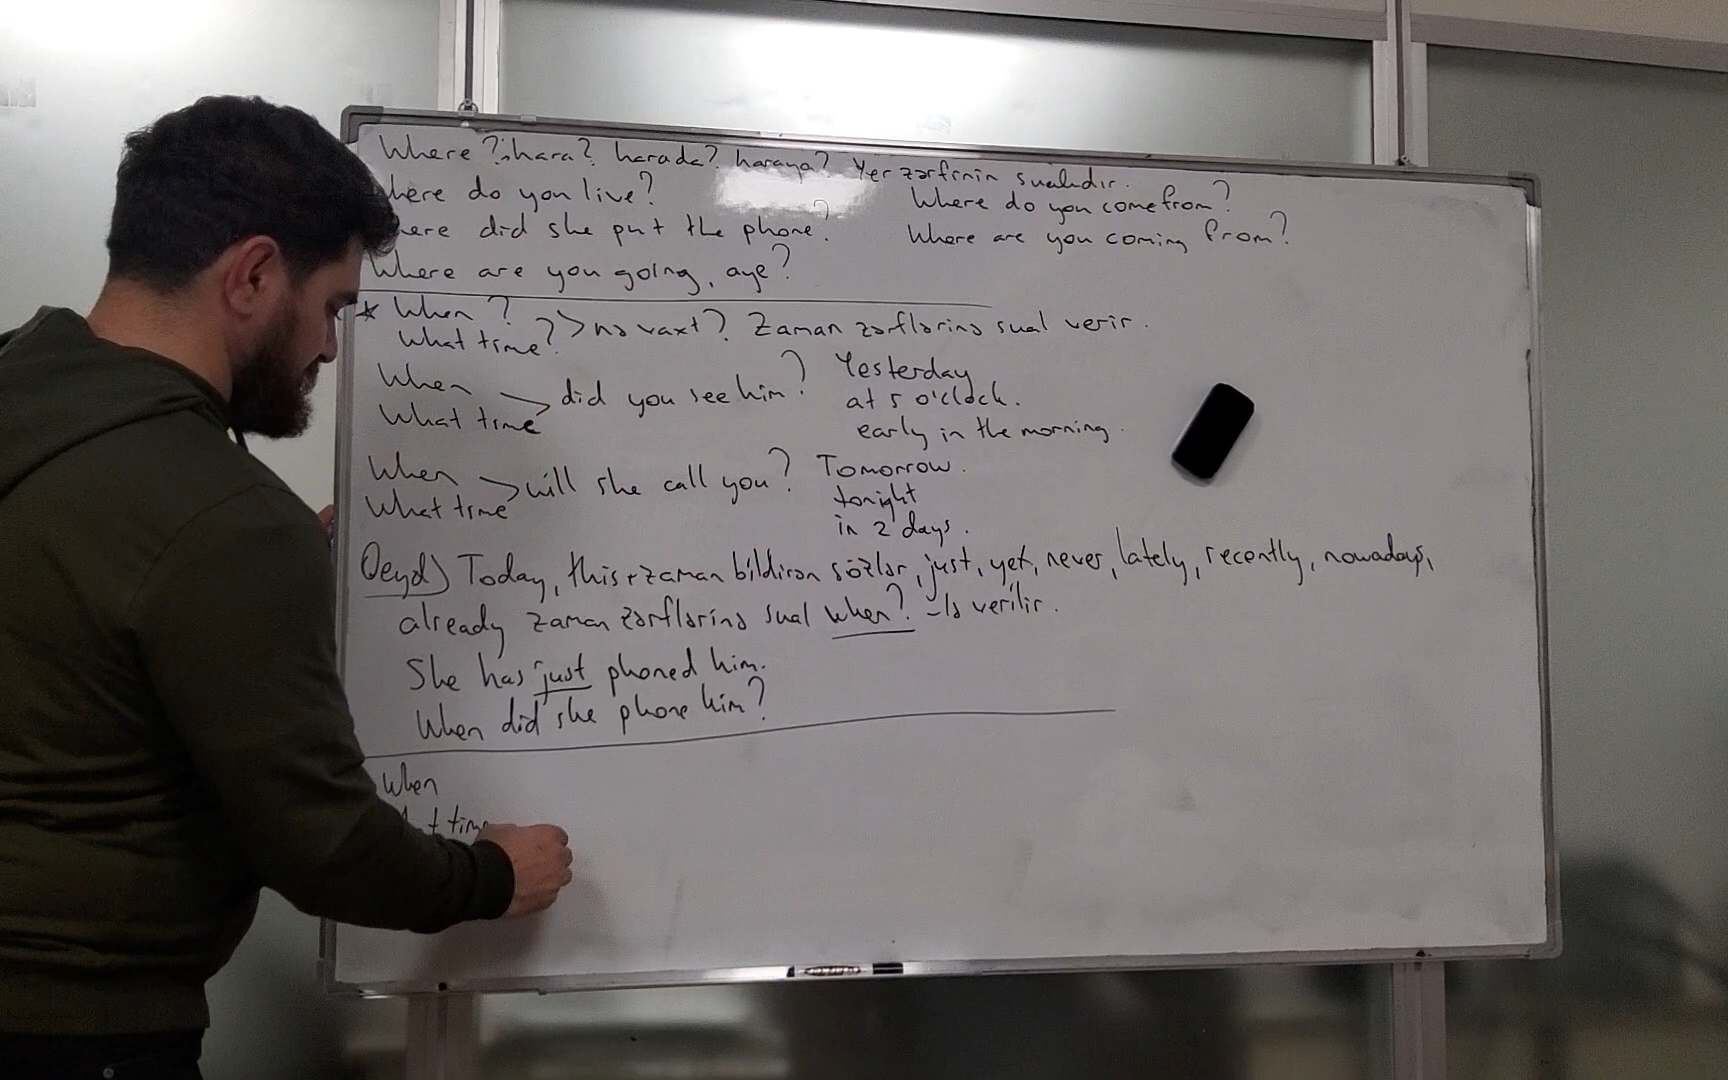 Where? hara? harada? haraya? Yer zərfinin sualıdır.
here do you live?
ere did she put the phone?
Where are you going, aye?
Where do you come from?
Where are you coming from?
* When?
What time? > nə vaxt? Zaman zərflərinə sual verir.
When
What time > did you see him?
Yesterday
at 5 o'clock.
early in the morning.
When
What time > will she call you?
Tomorrow.
tonight
in 2 days.
Qeyd) Today, this + zaman bildirən sözlər, just, yet, never, lately, recently, nowadays,
already zaman zərflərinə sual when? -lə verilir.
She has just phoned him.
When did she phone him?
When
t time